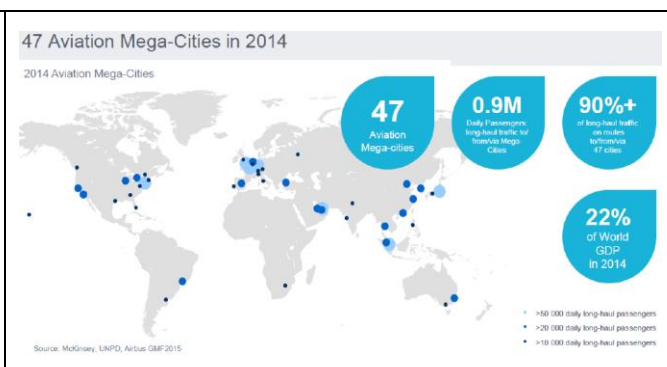 47 Aviation Mega-Cities in 2014
2014 Aviation Mega-Cities
47
Aviation
Mega-cities
0.9M
Daily Passengers:
long-haul traffic to/
from/via Mega-
Cities
90%+
of long-haul traffic
on routes
to/from/via
47 cities
22%
of World
GDP
in 2014
>50 000 daily long-haul passengers
>20 000 daily long-haul passengers
>10 000 daily long-haul passengers
Source: McKinsey, UNPD, Airbus GMF2015